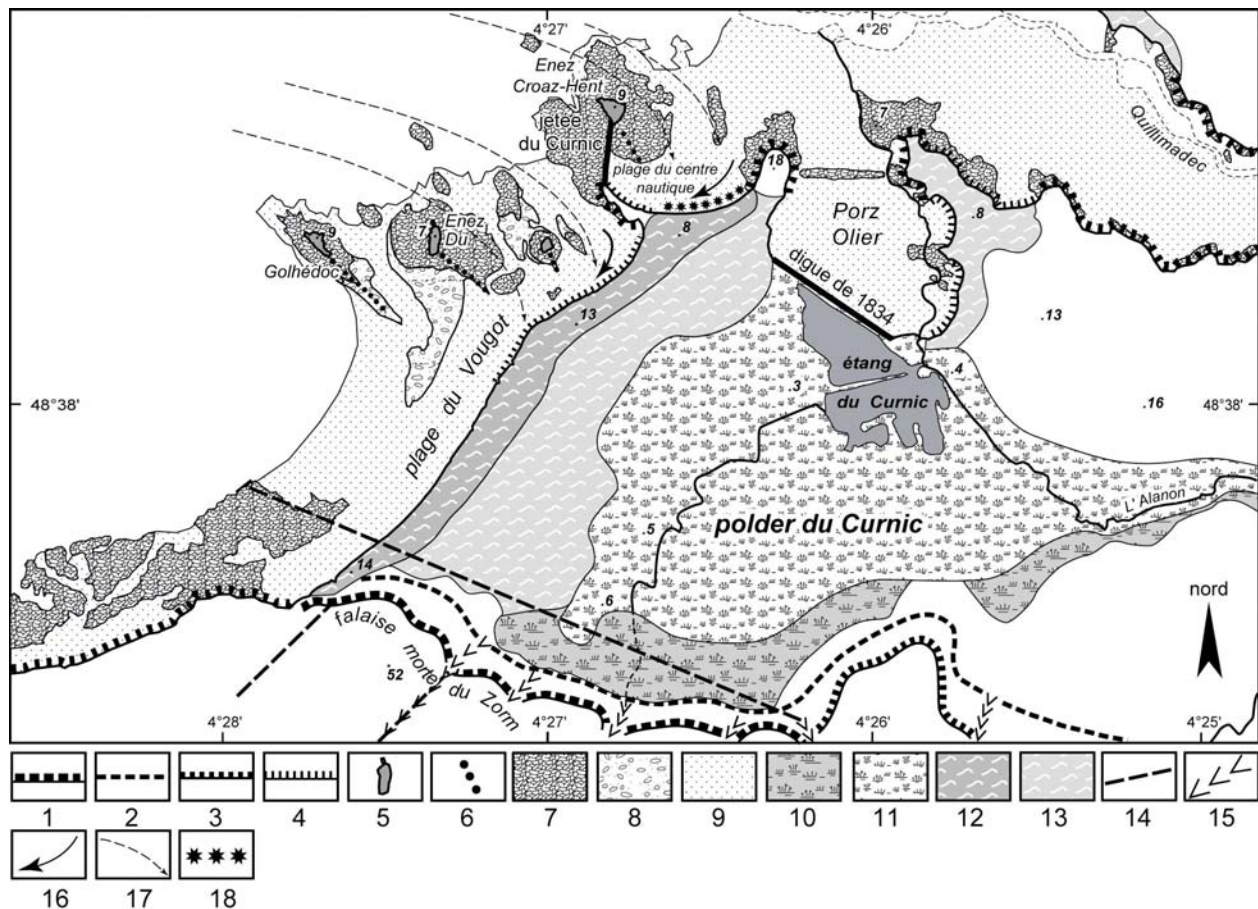 4°27'
4°26'
Enez
Croaz-Hent
9
jetée
du Curnic
7
Quillimadec
plage du centre
nautique
18
9
Golhédoc
7
Enez
Du
.8
Porz
Olier
.8
digue de 1834
.13
.13
plage du Vougot
étang
du Curnic
.3
.4
48°38'
.16
48°38'
L'Alanon
.5
polder du Curnic
.14
.6
nord
falaise morte du Zorm
.52
4°28'
4°27'
4°26'
4°25'
1 2 3 4 5 6 7 8 9 10 11 12 13 14 15
16 17 18